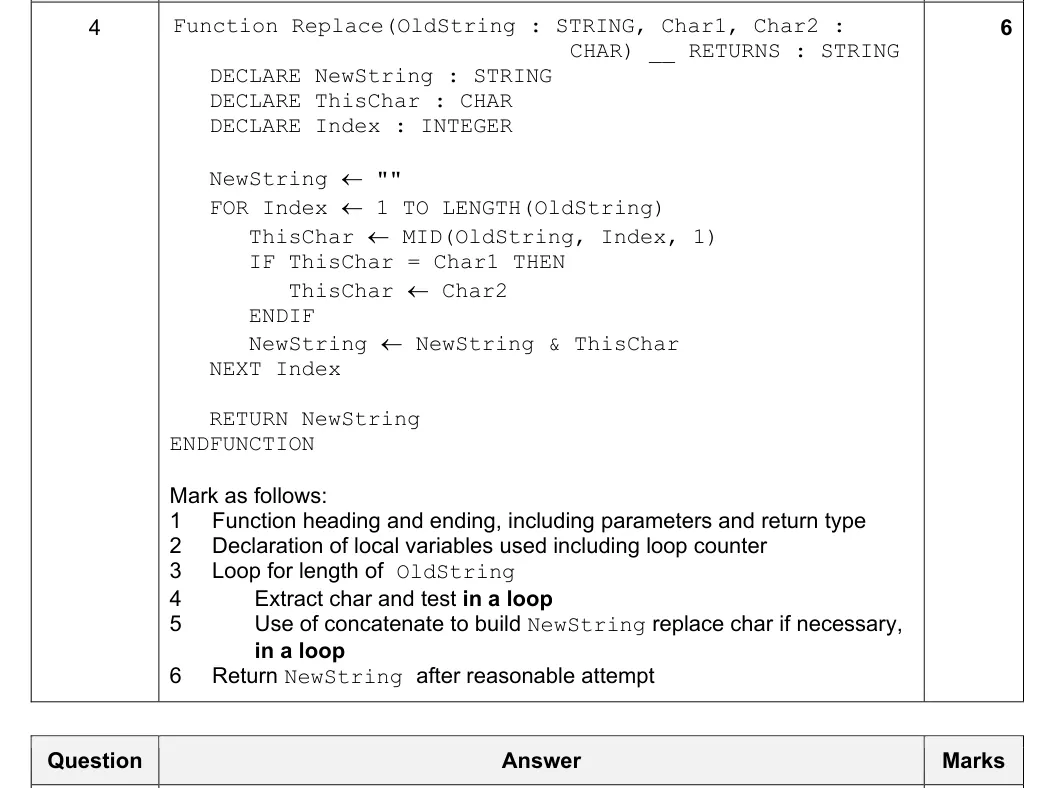 4
Function Replace(OldString : STRING, Char1, Char2 :
CHAR) __ RETURNS : STRING
6
DECLARE NewString : STRING
DECLARE ThisChar : CHAR
DECLARE Index : INTEGER
NewString ← ""
FOR Index ← 1 TO LENGTH(OldString)
ThisChar ← MID(OldString, Index, 1)
IF ThisChar = Char1 THEN
ThisChar ← Char2
ENDIF
NewString ← NewString & ThisChar
NEXT Index
RETURN NewString
ENDFUNCTION
Mark as follows:
1 Function heading and ending, including parameters and return type
2 Declaration of local variables used including loop counter
3 Loop for length of OldString
4 Extract char and test in a loop
5 Use of concatenate to build NewString replace char if necessary,
in a loop
6 Return NewString after reasonable attempt
Question Answer Marks